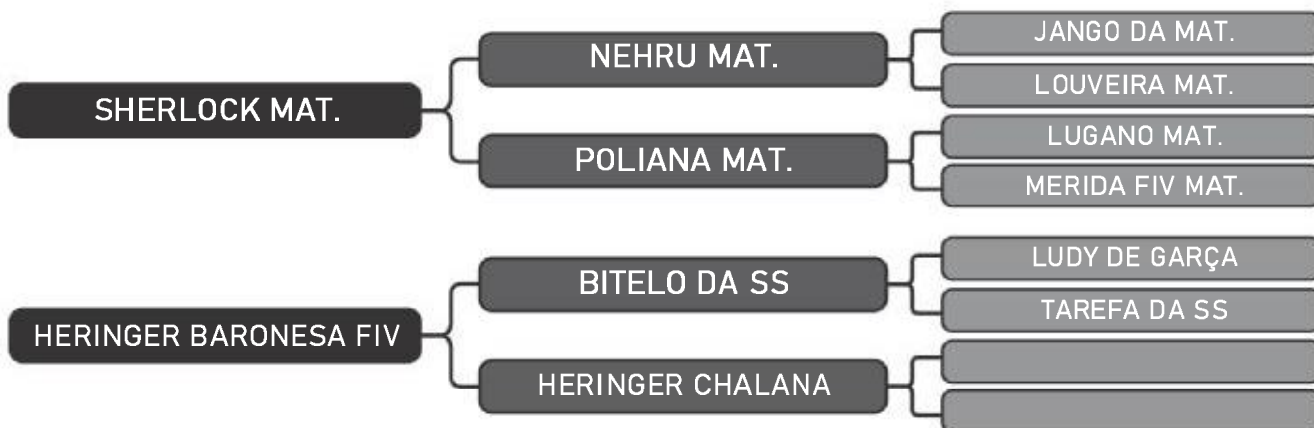 SHERLOCK MAT.
NEHRU MAT.
JANGO DA MAT.
LOUVEIRA MAT.
POLIANA MAT.
LUGANO MAT.
MERIDA FIV MAT.
HERINGER BARONESA FIV
BITELO DA SS
LUDY DE GARÇA
TAREFA DA SS
HERINGER CHALANA